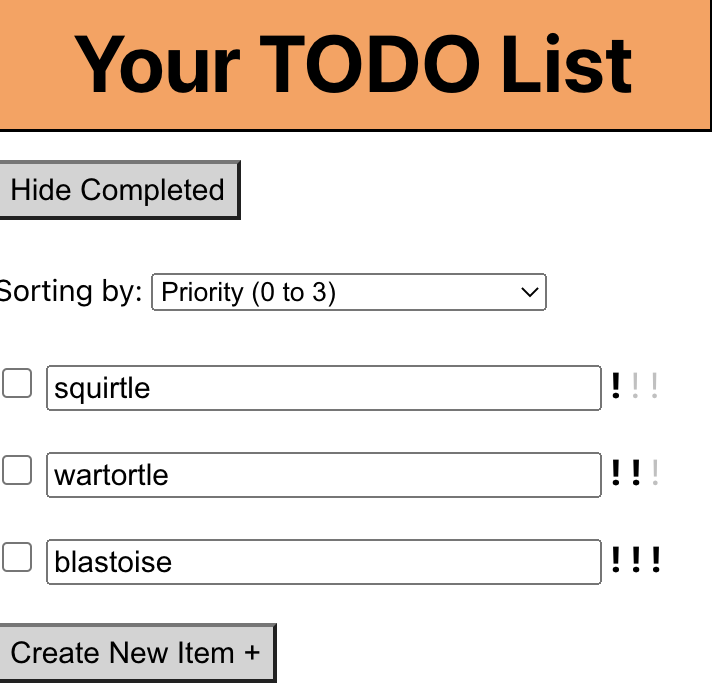 Your TODO List
Hide Completed
Sorting by: Priority (0 to 3)
squirtle !!!
wartortle !!!
blastoise !!!
Create New Item +